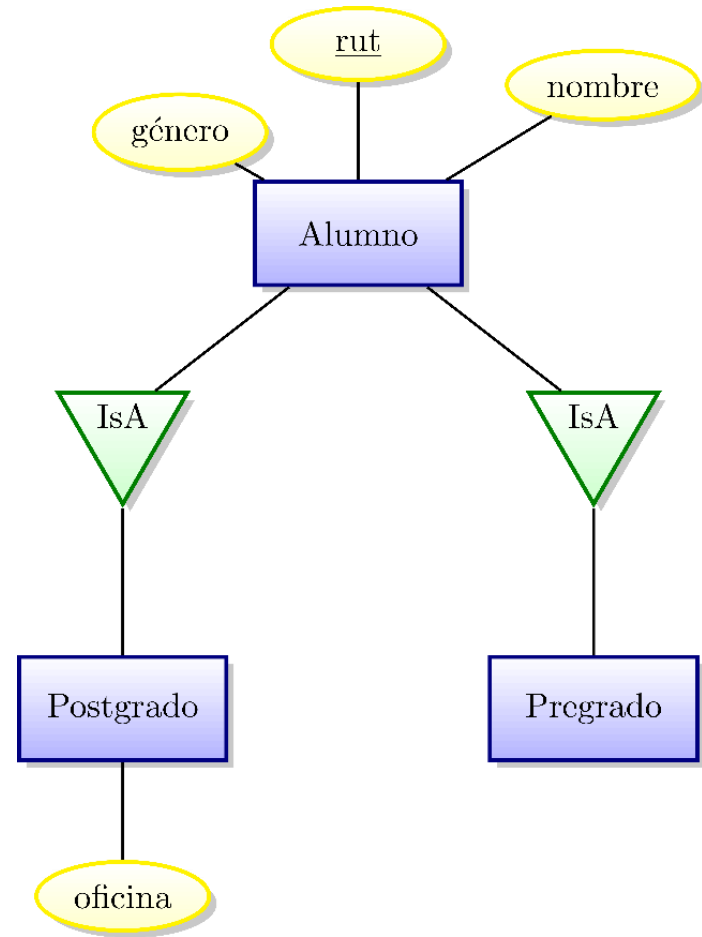 rut
nombre
género
Alumno
IsA
IsA
Postgrado
Pregrado
oficina